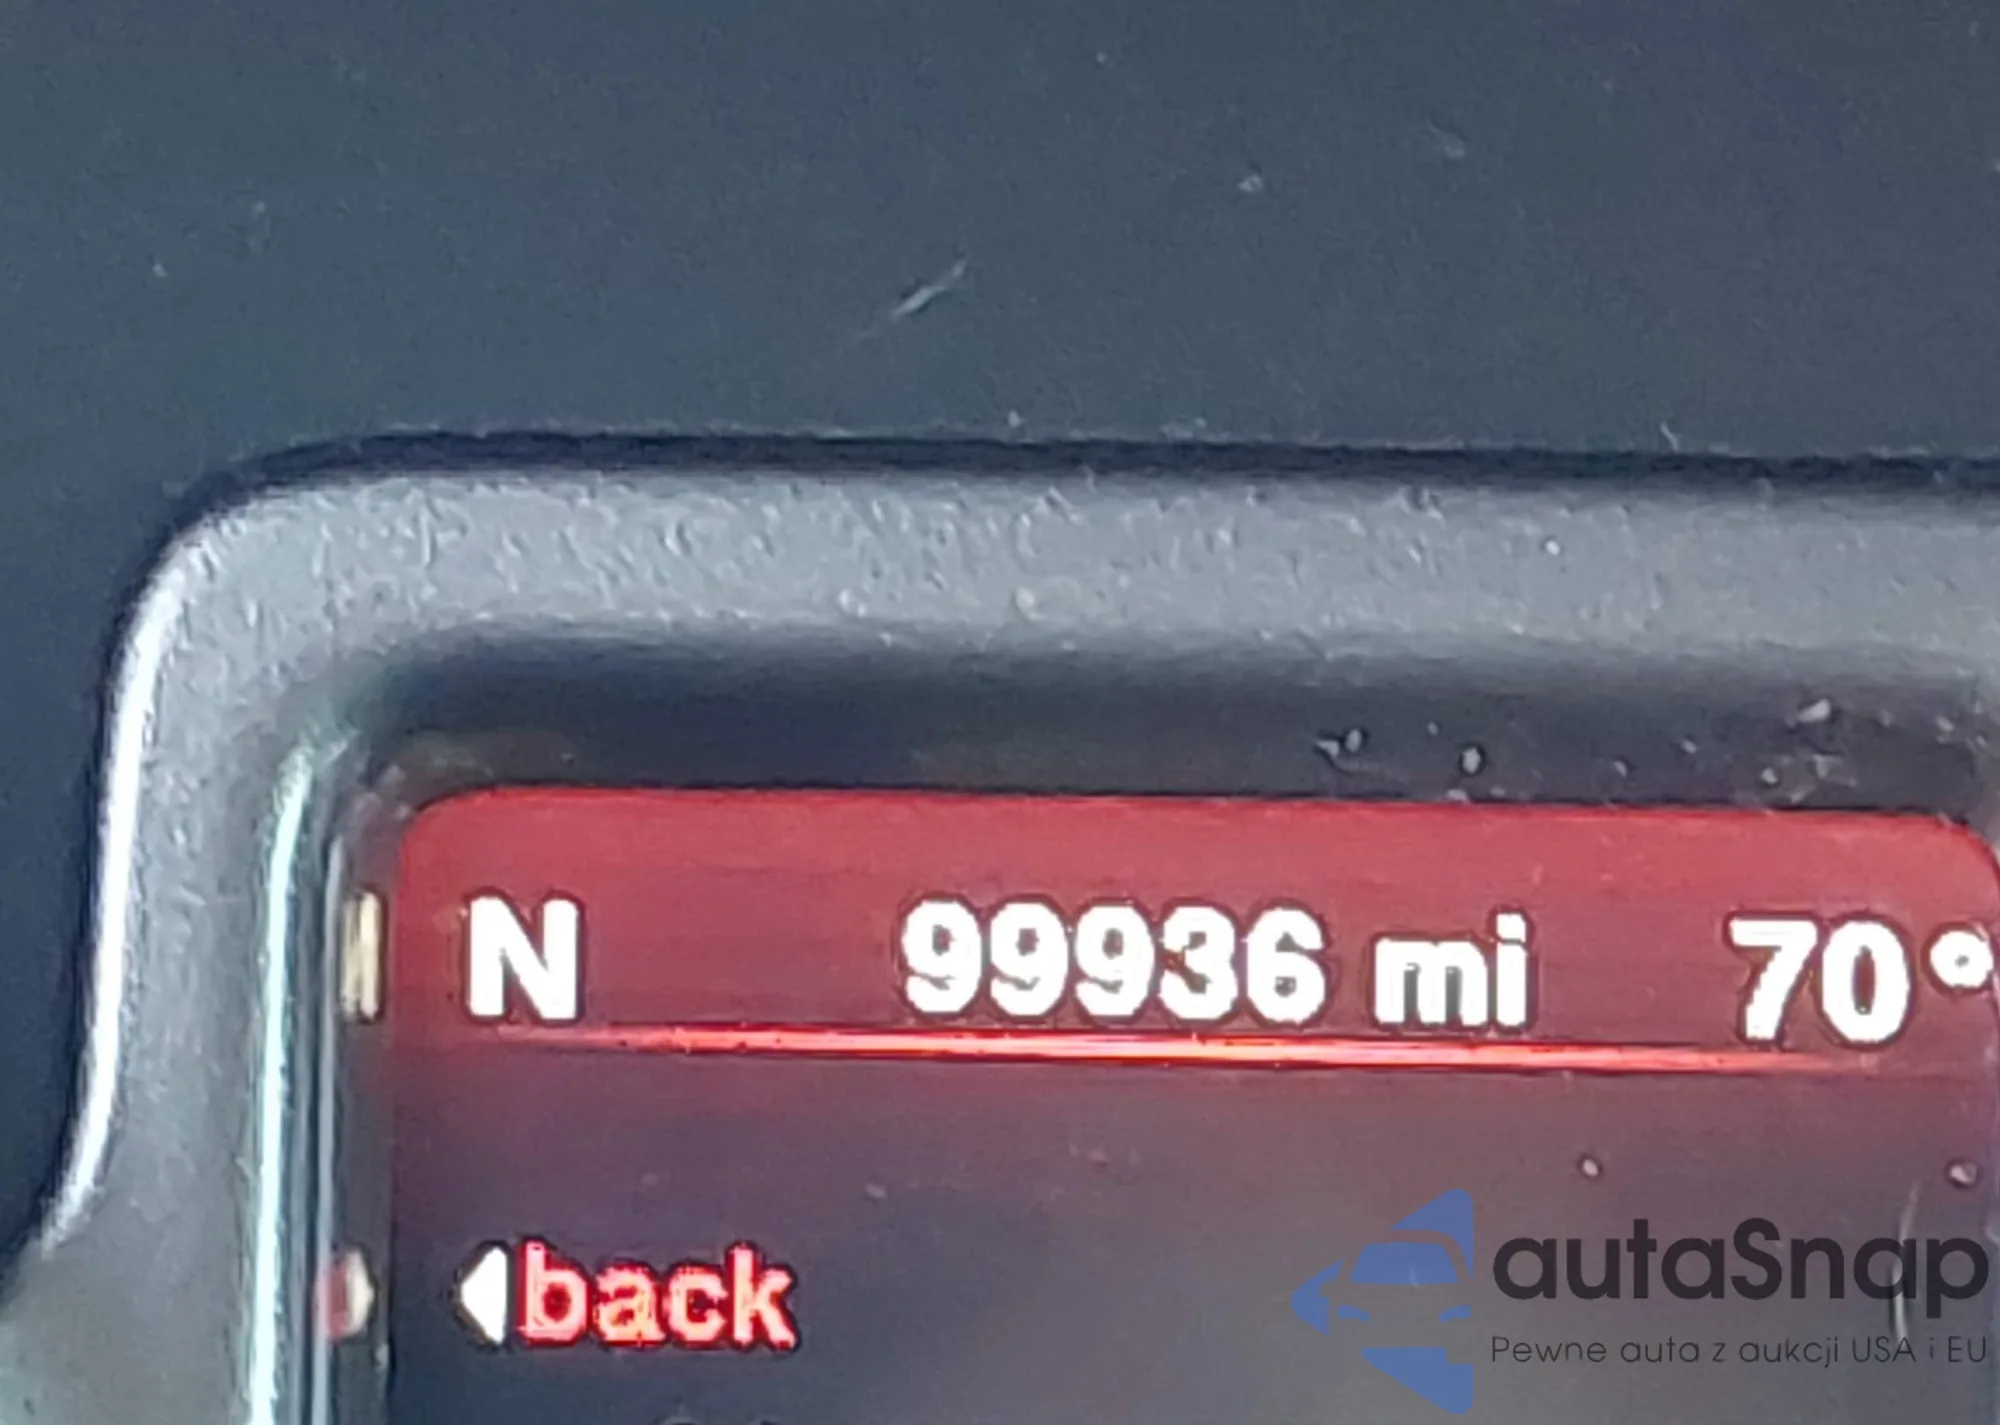 N 99936 mi 70°
back
autaSnap
Pewne auta z aukcji USA i EU